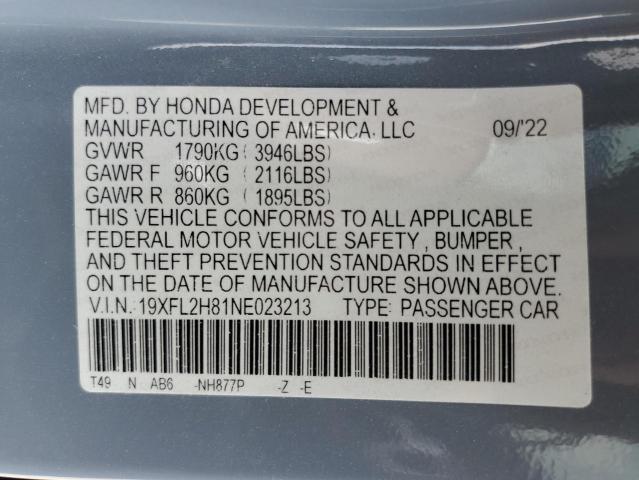 MFD. BY HONDA DEVELOPMENT &
MANUFACTURING OF AMERICA, LLC 09/'22
GVWR 1790KG ( 3946LBS)
GAWR F 960KG ( 2116LBS)
GAWR R 860KG ( 1895LBS)
THIS VEHICLE CONFORMS TO ALL APPLICABLE
FEDERAL MOTOR VEHICLE SAFETY , BUMPER ,
AND THEFT PREVENTION STANDARDS IN EFFECT
ON THE DATE OF MANUFACTURE SHOWN ABOVE.
V.I.N.: 19XFL2H81NE023213 TYPE: PASSENGER CAR
T49 N AB6 -NH877P -Z -E